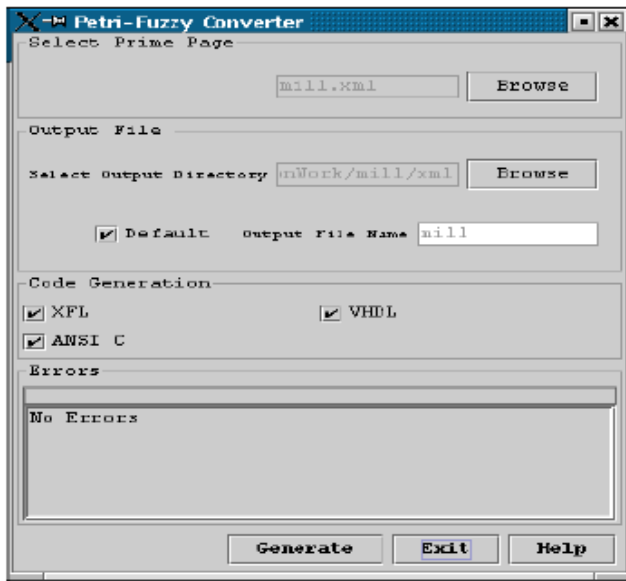 Petri-Fuzzy Converter
Select Prime Page
mill.xml Browse
Output File
Select Output Directory nWork/mill/xml Browse
Default Output File Name mill
Code Generation
XFL VHDL
ANSI C
Errors
No Errors
Generate Exit Help